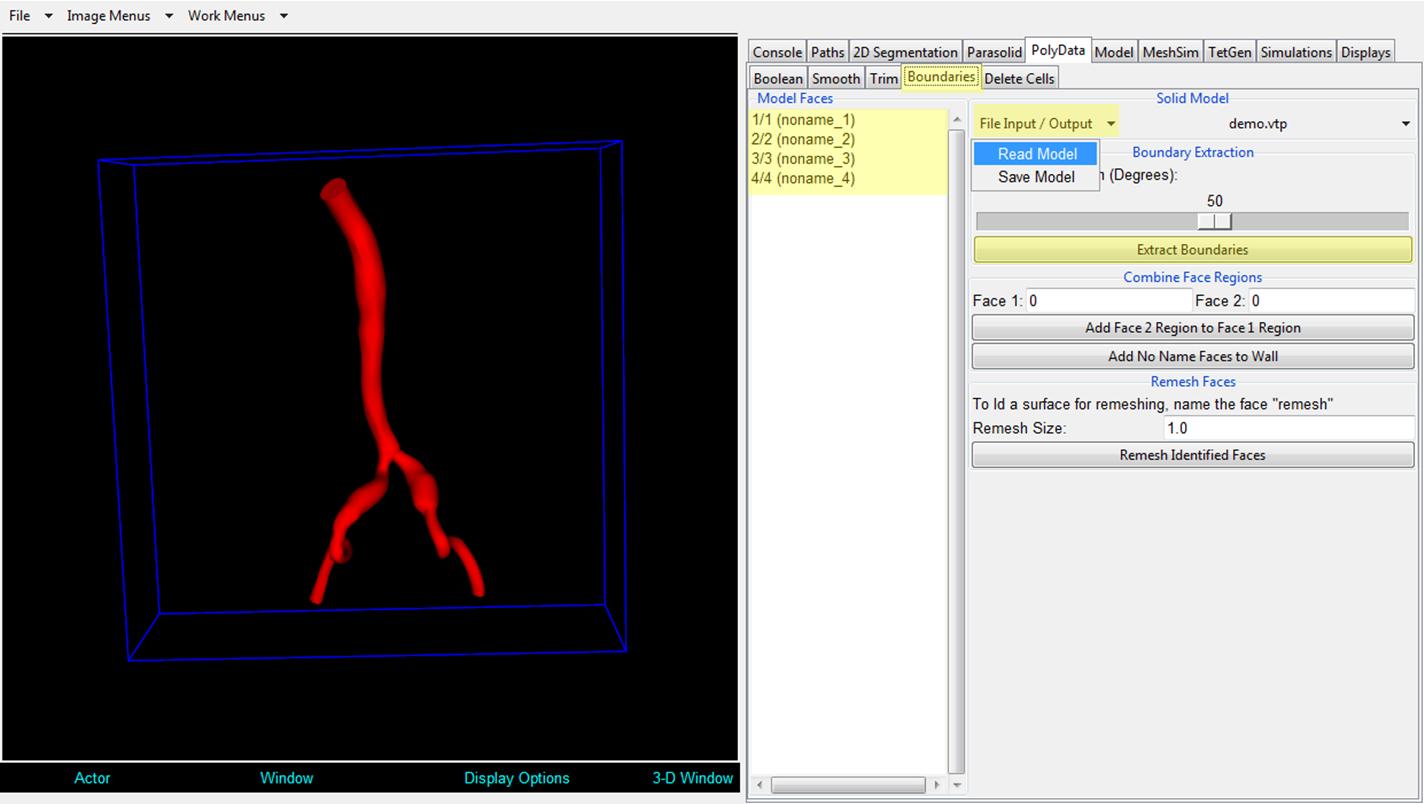 File Image Menus Work Menus
Console Paths 2D Segmentation Parasolid PolyData Model MeshSim TetGen Simulations Displays
Boolean Smooth Trim Boundaries Delete Cells
Model Faces
1/1 (noname_1)
2/2 (noname_2)
3/3 (noname_3)
4/4 (noname_4)
Solid Model
File Input / Output demo.vtp
Read Model
Save Model
Boundary Extraction
(Degrees):
50
Extract Boundaries
Combine Face Regions
Face 1: 0 Face 2: 0
Add Face 2 Region to Face 1 Region
Add No Name Faces to Wall
Remesh Faces
To Id a surface for remeshing, name the face "remesh"
Remesh Size: 1.0
Remesh Identified Faces
Actor Window Display Options 3-D Window